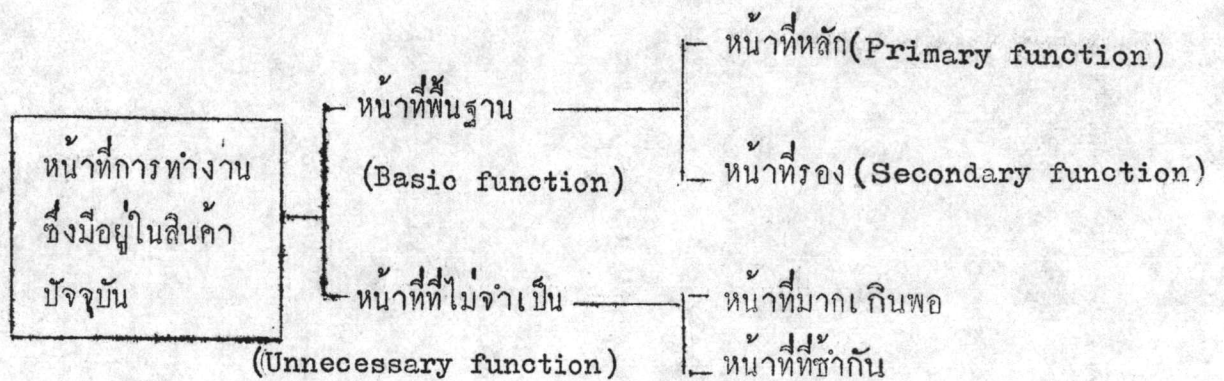 หน้าที่การทำงาน
ซึ่งมีอยู่ในสินค้า
ปัจจุบัน
หน้าที่พื้นฐาน
(Basic function)
หน้าที่หลัก(Primary function)
หน้าที่รอง (Secondary function)
หน้าที่ที่ไม่จำเป็น
(Unnecessary function)
หน้าที่มากเกินพอ
หน้าที่ที่ซ้ำกัน